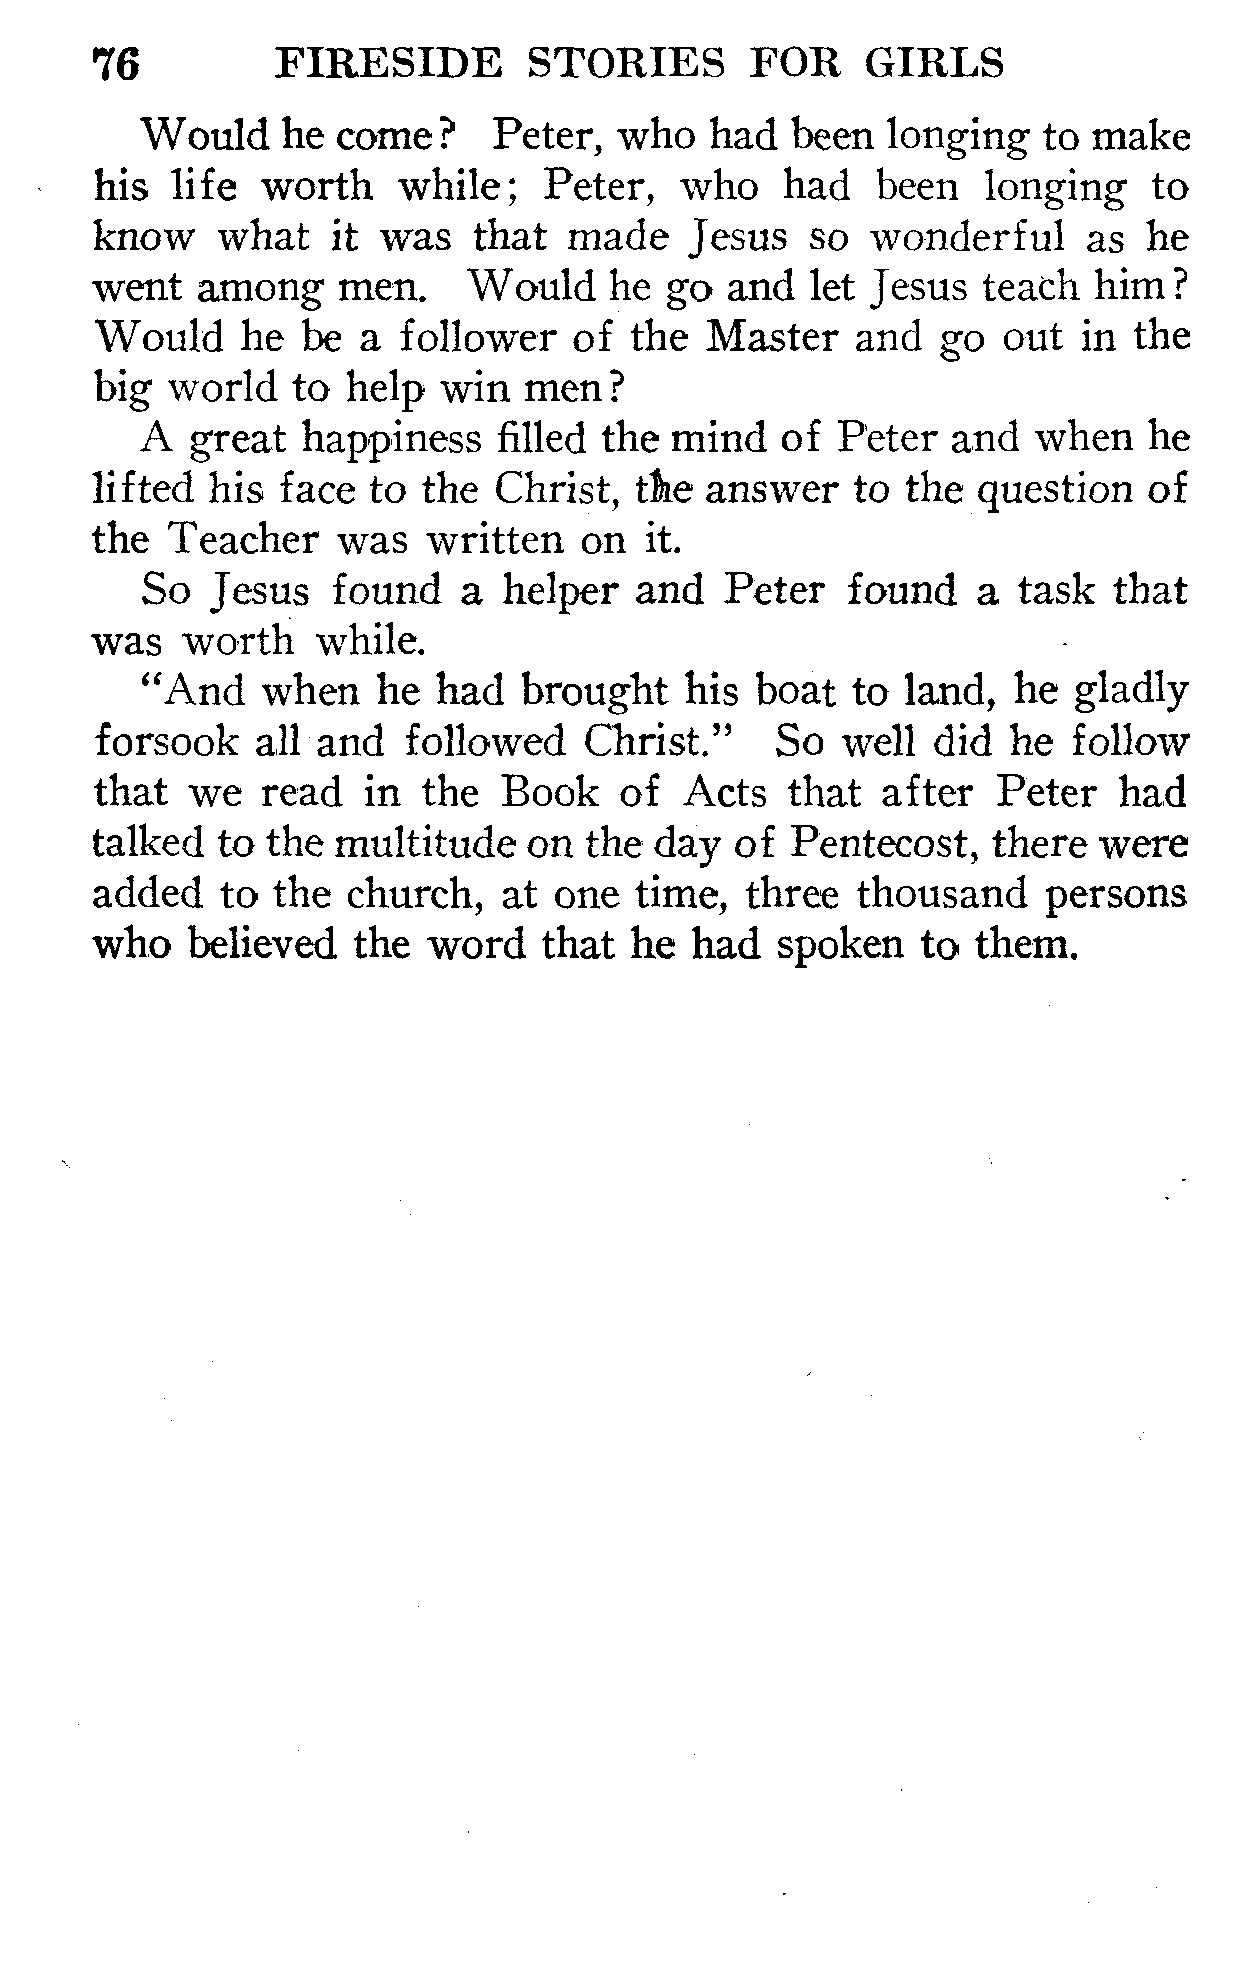 76 FIRESIDE STORIES FOR GIRLS
Would he come? Peter, who had been longing to make
his life worth while; Peter, who had been longing to
know what it was that made Jesus so wonderful as he
went among men. Would he go and let Jesus teach him?
Would he be a follower of the Master and go out in the
big world to help win men?
A great happiness filled the mind of Peter and when he
lifted his face to the Christ, the answer to the question of
the Teacher was written on it.
So Jesus found a helper and Peter found a task that
was worth while.
“And when he had brought his boat to land, he gladly
forsook all and followed Christ.” So well did he follow
that we read in the Book of Acts that after Peter had
talked to the multitude on the day of Pentecost, there were
added to the church, at one time, three thousand persons
who believed the word that he had spoken to them.